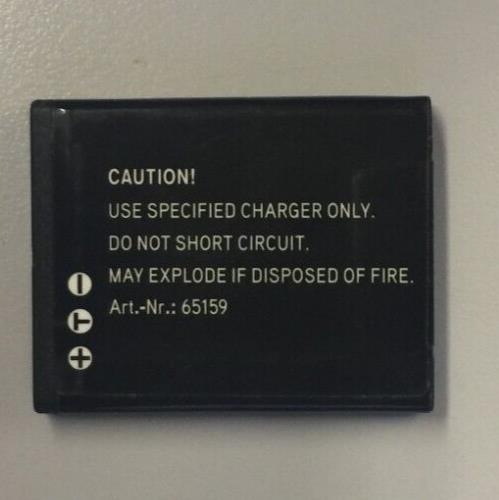 CAUTION!
USE SPECIFIED CHARGER ONLY.
DO NOT SHORT CIRCUIT.
MAY EXPLODE IF DISPOSED OF FIRE.
Art.-Nr.: 65159
−
T
+